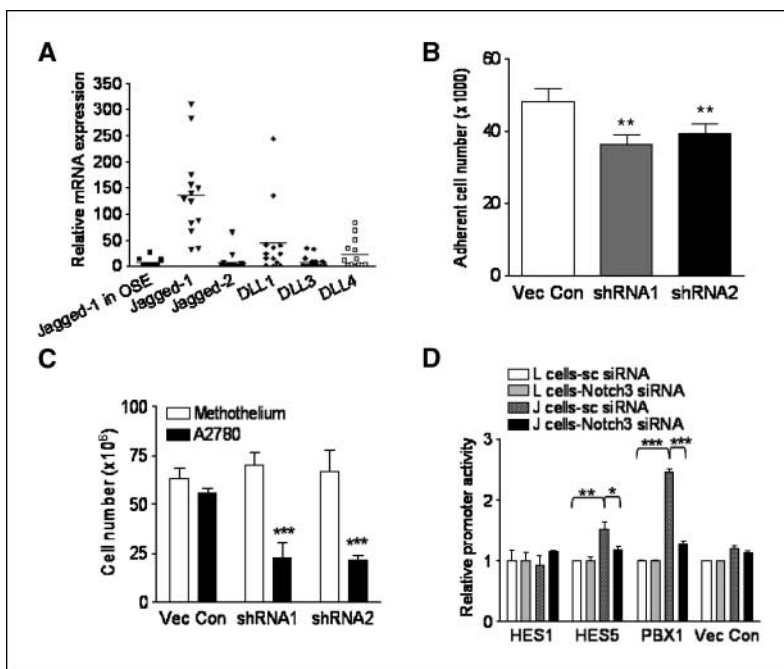 A
Relative mRNA expression
350
300
250
200
150
100
50
0
Jagged-1 in OSE
Jagged-1
Jagged-2
DLL1
DLL3
DLL4
B
Adherent cell number (x1000)
60
40
20
0
**
**
Vec Con
shRNA1
shRNA2
C
Methothelium
A2780
Cell number (x10⁶)
100
75
50
25
0
***
***
Vec Con
shRNA1
shRNA2
D
L cells-sc siRNA
L cells-Notch3 siRNA
J cells-sc siRNA
J cells-Notch3 siRNA
Relative promoter activity
3
2
1
0
** *
*** ***
HES1
HES5
PBX1
Vec Con